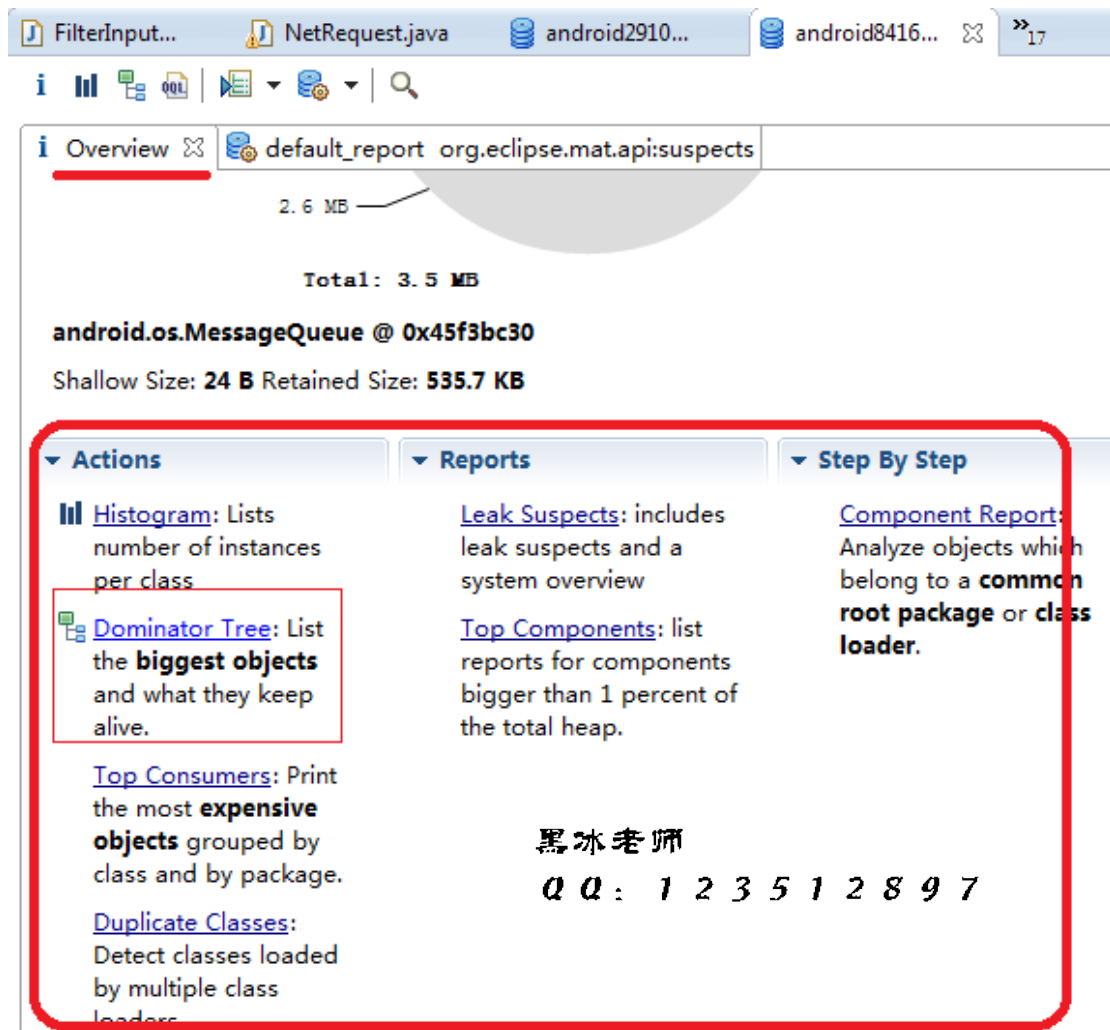 FilterInput...
NetRequest.java
android2910...
android8416...
»17
i
OQL
i Overview
default_report org.eclipse.mat.api:suspects
2.6 MB
Total: 3.5 MB
android.os.MessageQueue @ 0x45f3bc30
Shallow Size: 24 B Retained Size: 535.7 KB
Actions
Histogram: Lists
number of instances
per class
Dominator Tree: List
the biggest objects
and what they keep
alive.
Top Consumers: Print
the most expensive
objects grouped by
class and by package.
Duplicate Classes:
Detect classes loaded
by multiple class
loaders
Reports
Leak Suspects: includes
leak suspects and a
system overview
Top Components: list
reports for components
bigger than 1 percent of
the total heap.
Step By Step
Component Report:
Analyze objects which
belong to a common
root package or class
loader.
黑冰老师
QQ：123512897